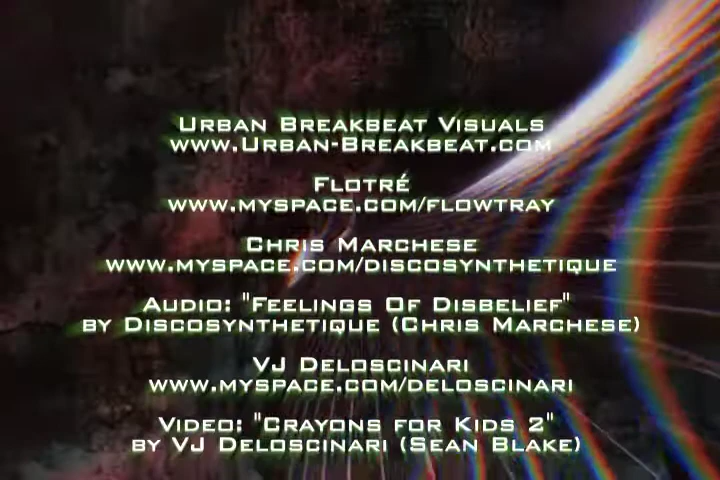 Urban Breakbeat Visuals
www.Urban-Breakbeat.com
Flotré
www.myspace.com/flowtray
Chris Marchese
www.myspace.com/discosynthetique
Audio: "Feelings Of Disbelief"
by Discosynthetique (Chris Marchese)
VJ Deloscinari
www.myspace.com/deloscinari
Video: "Crayons for Kids 2"
by VJ Deloscinari (Sean Blake)